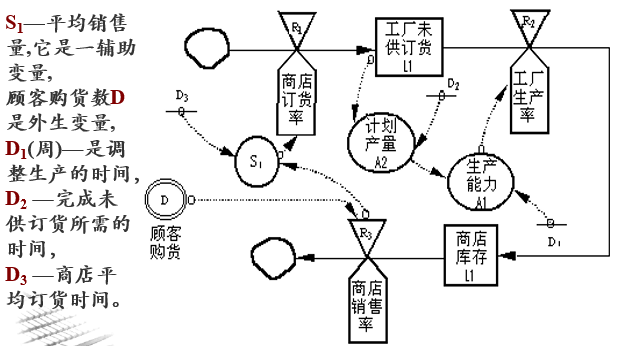 S₁—平均销售
量,它是一辅助
变量,
顾客购货数D
是外生变量,
D₁(周)—是调
整生产的时间,
D₂—完成未
供订货所需的
时间,
D₃—商店平
均订货时间。
R₁
商店
订货
率
工厂未
供订货
l1
R₂
工厂
生产
率
D₃
D₂
计划
产量
A2
S₁
生产
能力
A1
D
顾客
购货
R₃
商店
销售
率
商店
库存
l1
D₁